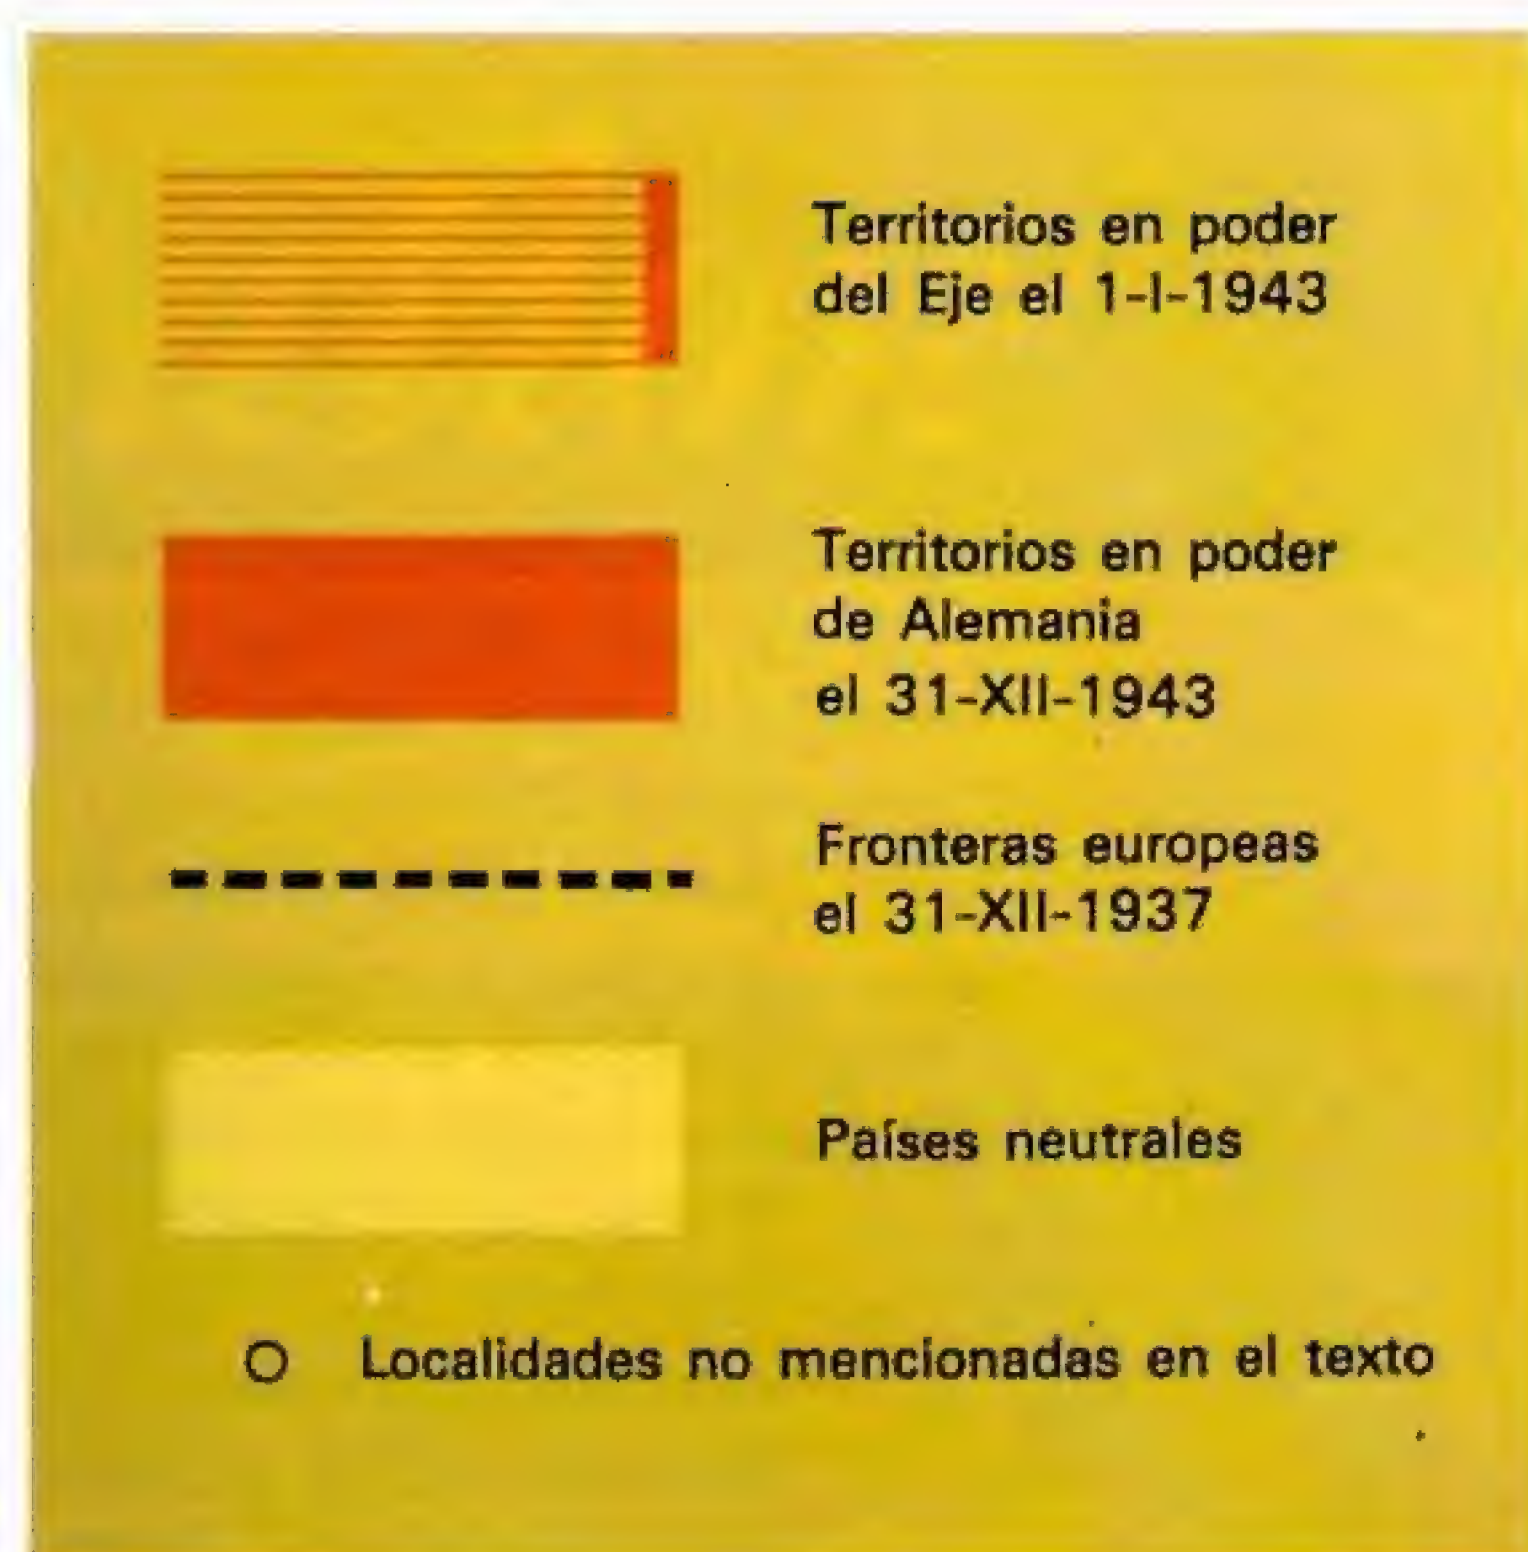 Territorios en poder
del Eje el 1-I-1943
Territorios en poder
de Alemania
el 31-XII-1943
Fronteras europeas
el 31-XII-1937
Países neutrales
Localidades no mencionadas en el texto